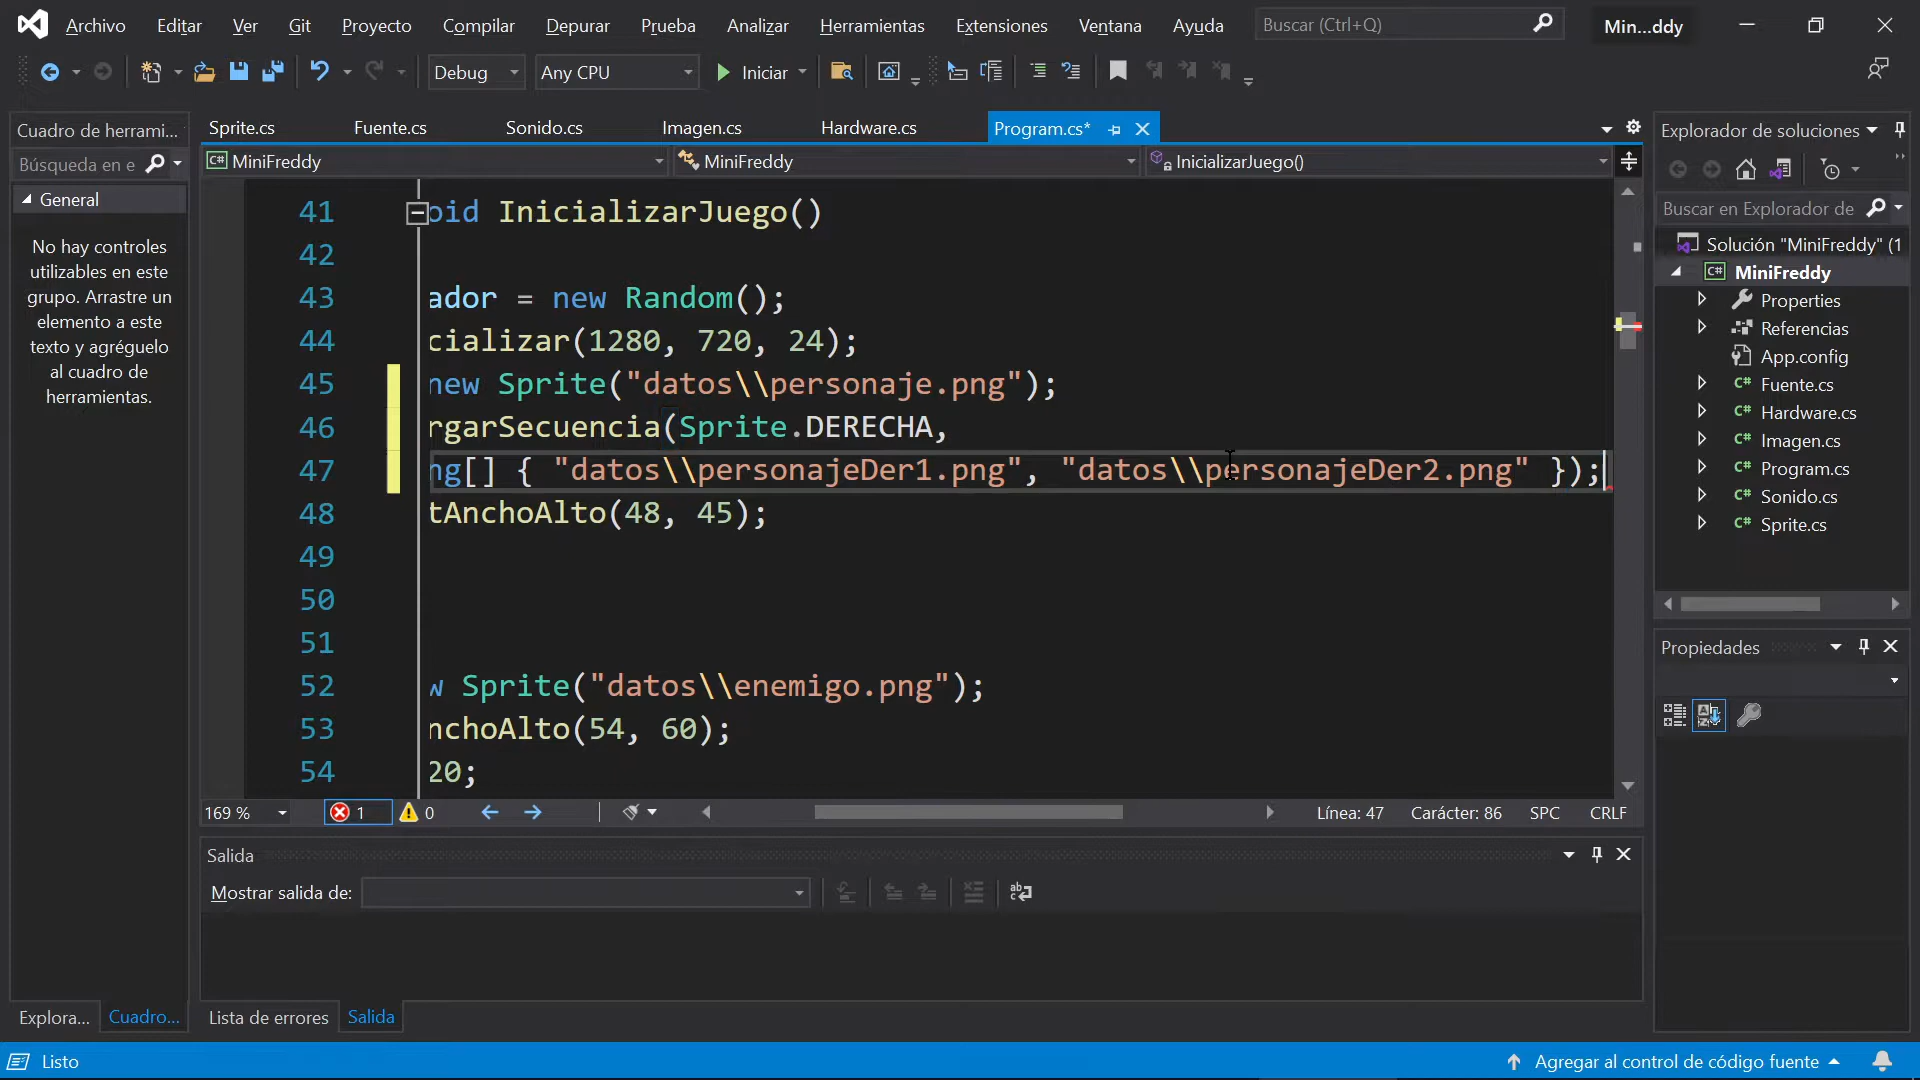 Archivo Editar Ver Git Proyecto Compilar Depurar Prueba Analizar Herramientas Extensiones Ventana Ayuda Buscar (Ctrl+Q) Min...ddy
Debug Any CPU Iniciar
Cuadro de herrami...
Búsqueda en e
General
No hay controles
utilizables en este
grupo. Arrastre un
elemento a este
texto y agréguelo
al cuadro de
herramientas.
Explora... Cuadro...
Sprite.cs Fuente.cs Sonido.cs Imagen.cs Hardware.cs Program.cs*
C# MiniFreddy MiniFreddy InicializarJuego()
41 oid InicializarJuego()
42
43 ador = new Random();
44 cializar(1280, 720, 24);
45 new Sprite("datos\\personaje.png");
46 rgarSecuencia(Sprite.DERECHA,
47 ng[] { "datos\\personajeDer1.png", "datos\\personajeDer2.png" });
48 tAnchoAlto(48, 45);
49
50
51
52 w Sprite("datos\\enemigo.png");
53 nchoAlto(54, 60);
54 20;
169 % 1 0 Línea: 47 Carácter: 86 SPC CRLF
Salida
Mostrar salida de:
Lista de errores Salida
Explorador de soluciones
Buscar en Explorador de
Solución "MiniFreddy" (1
C# MiniFreddy
Properties
Referencias
App.config
C# Fuente.cs
C# Hardware.cs
C# Imagen.cs
C# Program.cs
C# Sonido.cs
C# Sprite.cs
Propiedades
Listo Agregar al control de código fuente